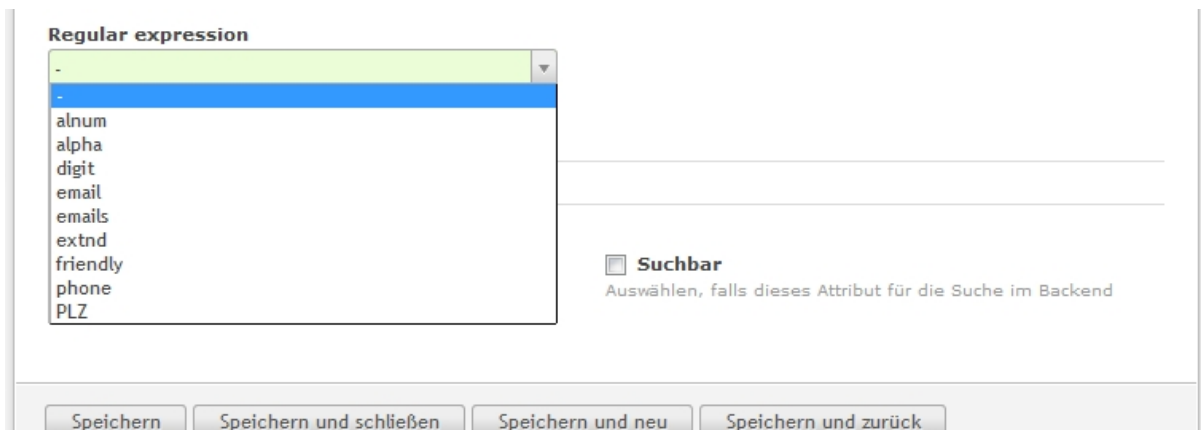 Regular expression
-
-
alnum
alpha
digit
email
emails
extnd
friendly
phone
PLZ
Suchbar
Auswählen, falls dieses Attribut für die Suche im Backend
Speichern Speichern und schließen Speichern und neu Speichern und zurück